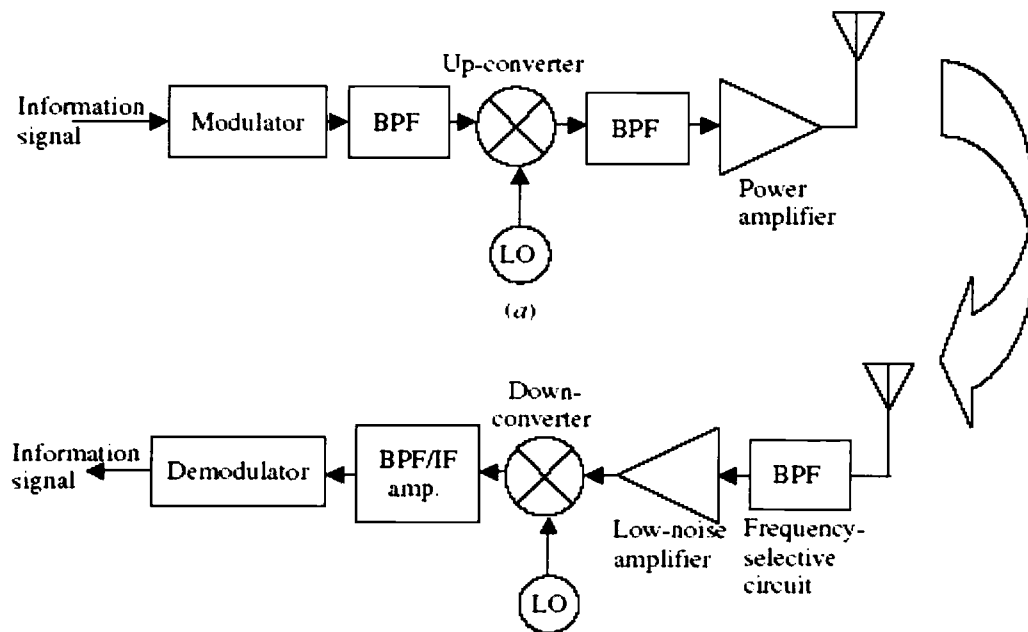 Up-converter
Information
signal
Modulator
BPF
BPF
Power
amplifier
LO
(a)
Down-
converter
Information
signal
Demodulator
BPF/IF
amp.
BPF
Low-noise
amplifier
Frequency-
selective
circuit
LO